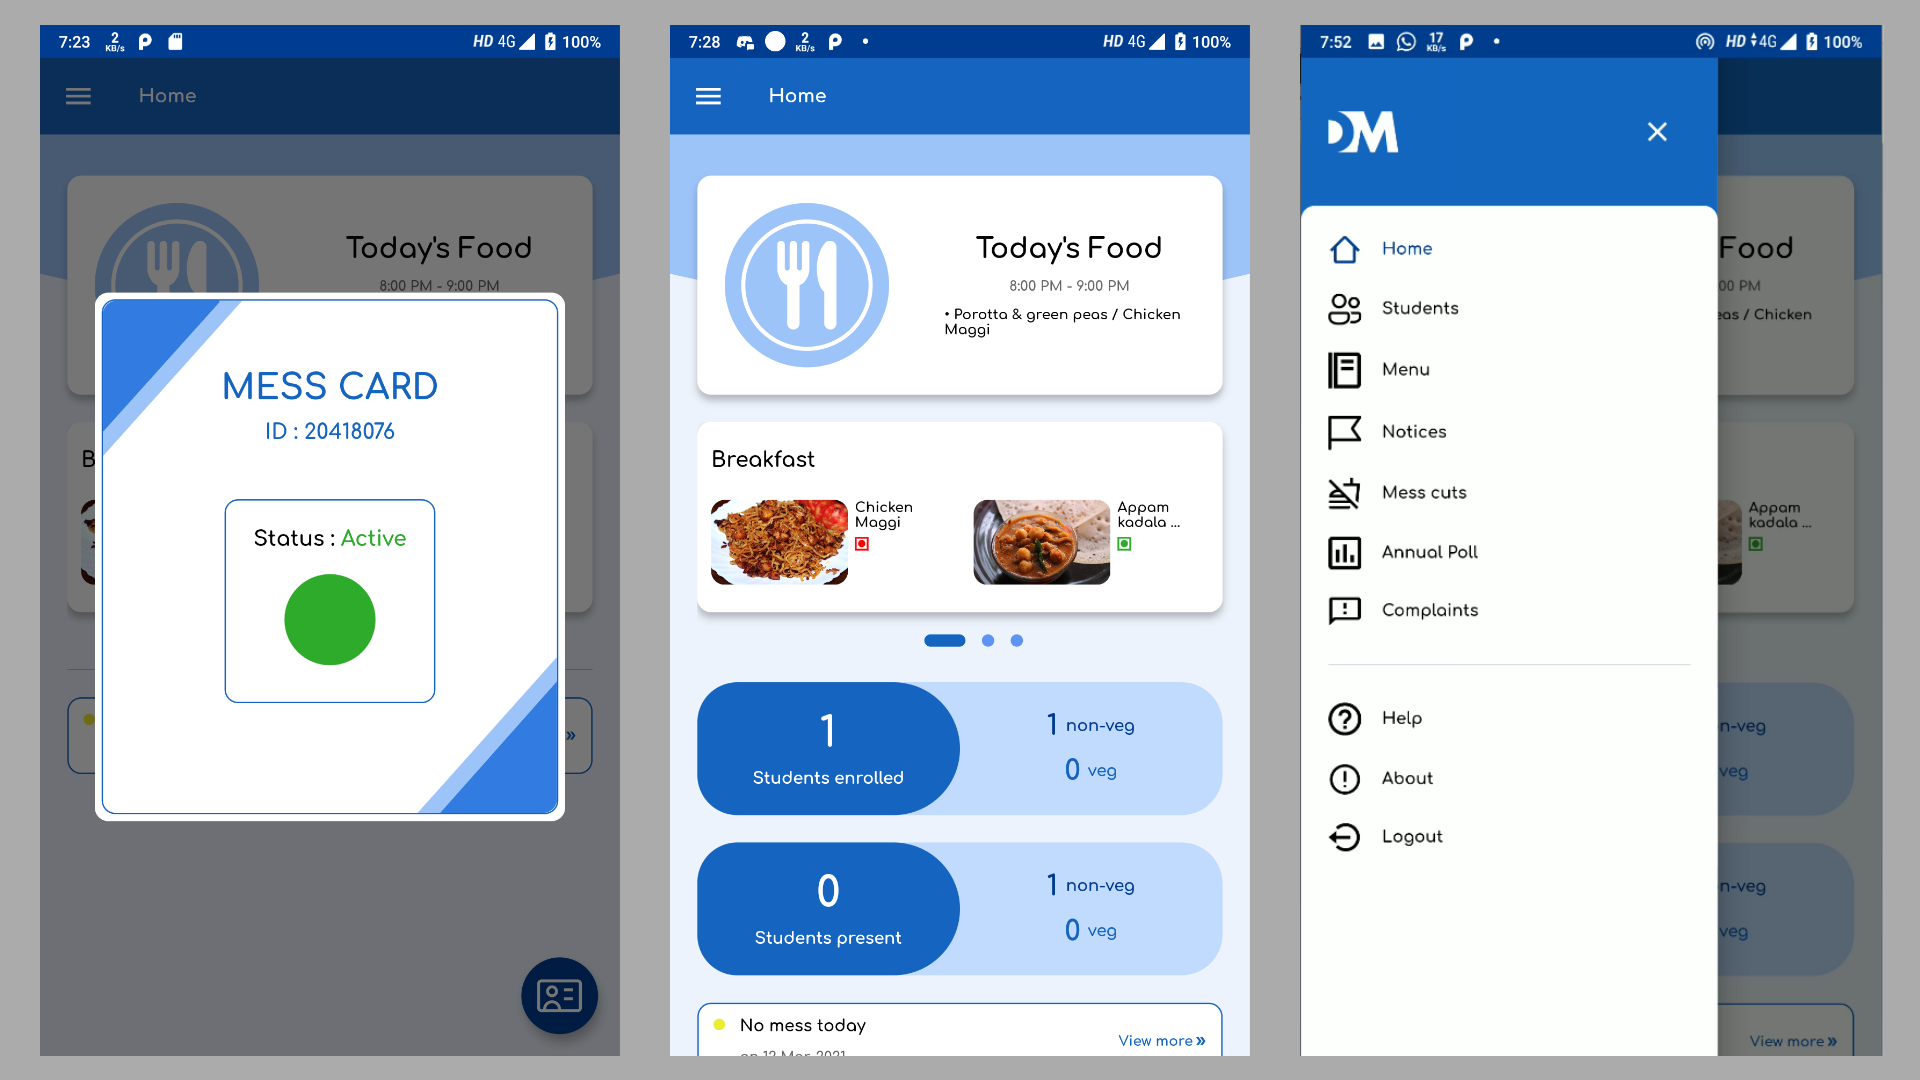 7:23 2 KB/s HD 4G 100%
Home
Today's Food
8:00 PM - 9:00 PM
B
MESS CARD
ID : 20418076
Status : Active
»
7:28 2 KB/s HD 4G 100%
Home
Today's Food
8:00 PM - 9:00 PM
• Porotta & green peas / Chicken
Maggi
Breakfast
Chicken
Maggi
Appam
kadala ...
1
Students enrolled
1 non-veg
0 veg
0
Students present
1 non-veg
0 veg
No mess today
View more »
on 12 Mar 2021
7:52 17 KB/s HD 4G 100%
DM
Home
Students
Menu
Notices
Mess cuts
Annual Poll
Complaints
Help
About
Logout
Food
00 PM
eas / Chicken
Appam
kadala ...
n-veg
veg
n-veg
veg
View more »